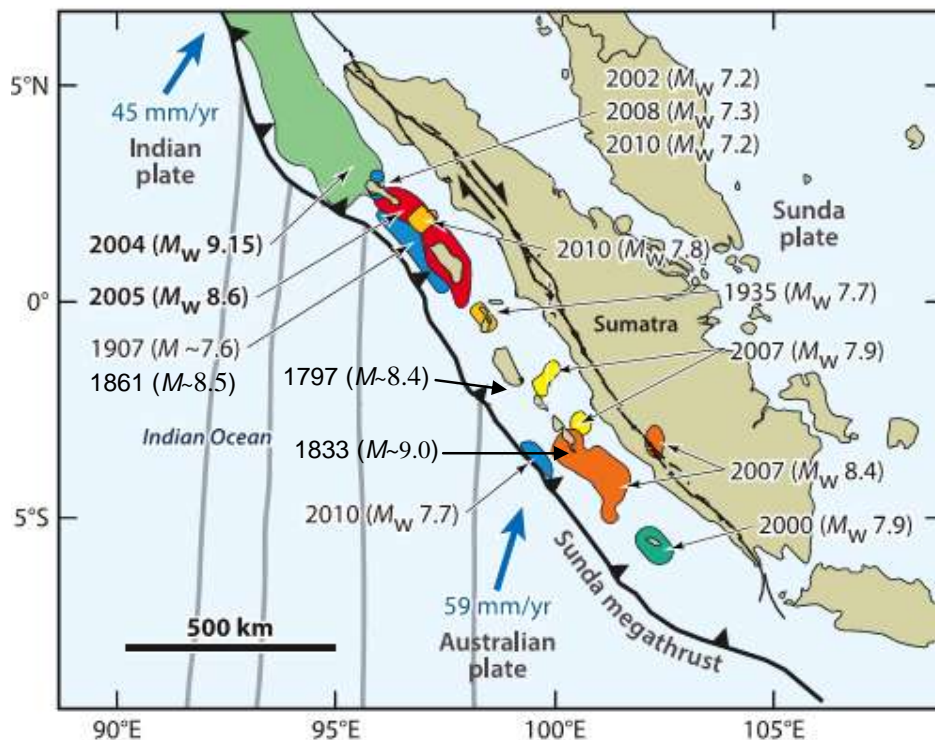 2002 (MW 7.2)
5°N
2008 (MW 7.3)
45 mm/yr
2010 (MW 7.2)
Indian
plate
Sunda
plate
2004 (MW 9.15)
2010 (MW 7.8)
2005 (MW 8.6)
1935 (MW 7.7)
0°
Sumatra
1907 (M ~7.6)
2007 (MW 7.9)
1861 (M~8.5)
1797 (M~8.4)
Indian Ocean
1833 (M~9.0)
2007 (MW 8.4)
2010 (MW 7.7)
5°S
2000 (MW 7.9)
Sunda megathrust
59 mm/yr
500 km
Australian
plate
90°E 95°E 100°E 105°E